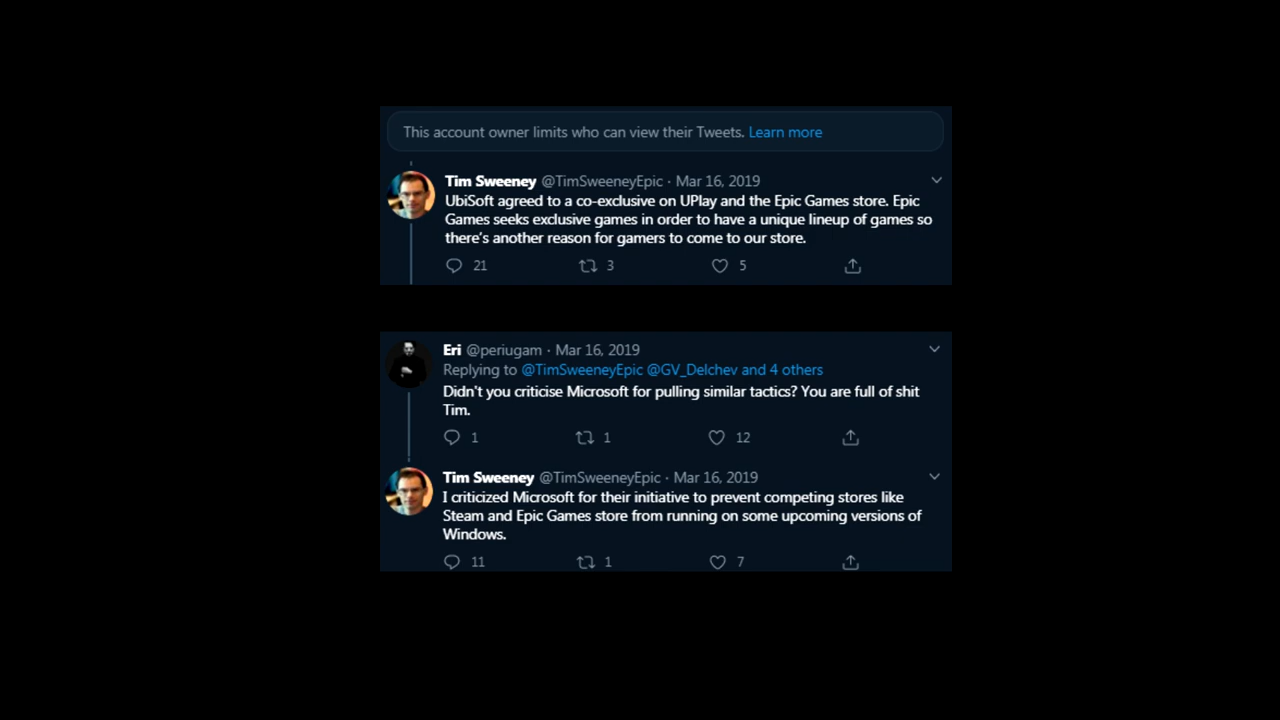 This account owner limits who can view their Tweets. Learn more
Tim Sweeney @TimSweeneyEpic · Mar 16, 2019
UbiSoft agreed to a co-exclusive on UPlay and the Epic Games store. Epic
Games seeks exclusive games in order to have a unique lineup of games so
there's another reason for gamers to come to our store.
21 3 5
Eri @periugam · Mar 16, 2019
Replying to @TimSweeneyEpic @GV_Delchev and 4 others
Didn't you criticise Microsoft for pulling similar tactics? You are full of shit
Tim.
1 1 12
Tim Sweeney @TimSweeneyEpic · Mar 16, 2019
I criticized Microsoft for their initiative to prevent competing stores like
Steam and Epic Games store from running on some upcoming versions of
Windows.
11 1 7